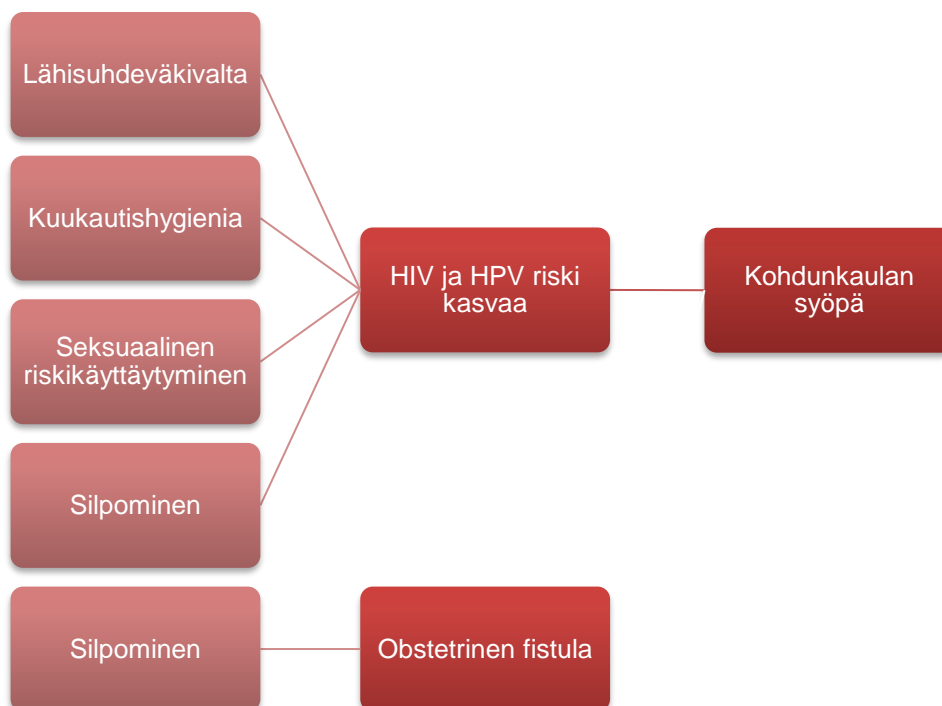 Lähisuhdeväkivalta
Kuukautishygienia
Seksuaalinen
riskikäyttäytyminen
Silpominen
Silpominen
HIV ja HPV riski
kasvaa
Obstetrinen fistula
Kohdunkaulan
syöpä